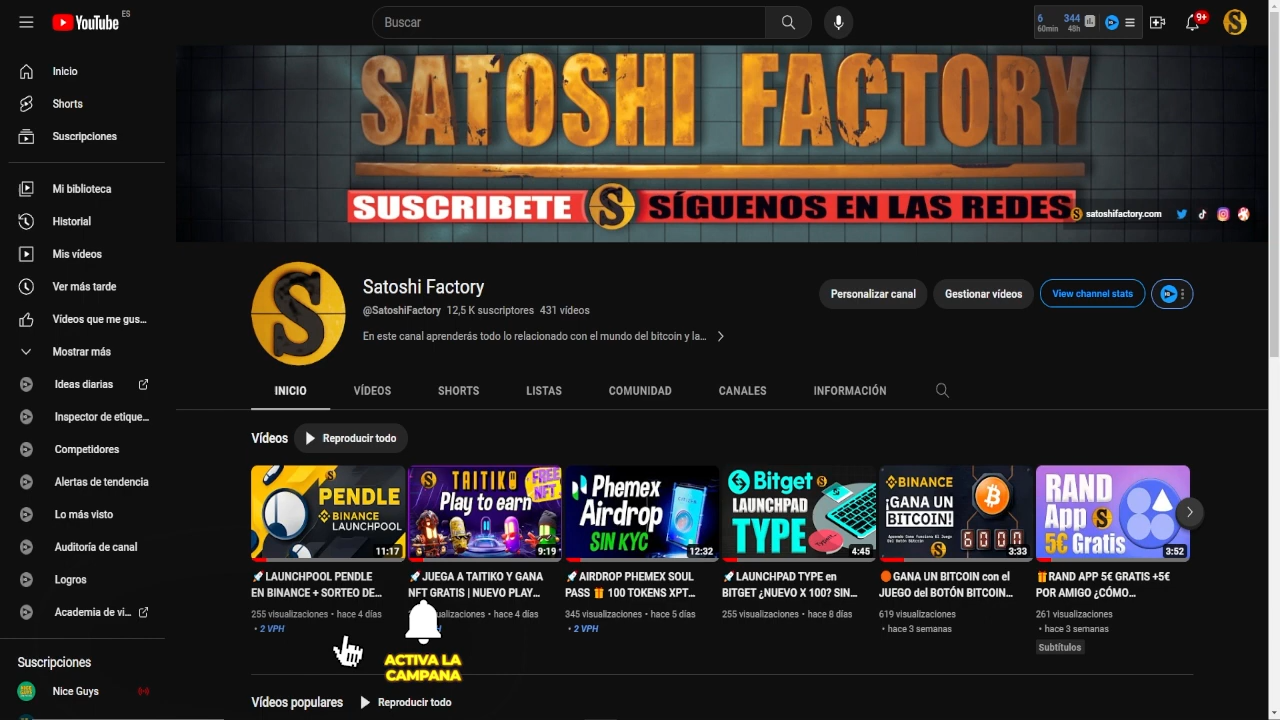 YouTube ES
Buscar
6
60min
344
48h
9+
S
Inicio
Shorts
Suscripciones
Mi biblioteca
Historial
Mis vídeos
Ver más tarde
Vídeos que me gus...
Mostrar más
Ideas diarias
Inspector de etique...
Competidores
Alertas de tendencia
Lo más visto
Auditoría de canal
Logros
Academia de vi...
Suscripciones
Nice Guys
SATOSHI FACTORY
SUSCRIBETE S SÍGUENOS EN LAS REDES
satoshifactory.com
S
Satoshi Factory
@SatoshiFactory 12,5 K suscriptores 431 vídeos
En este canal aprenderás todo lo relacionado con el mundo del bitcoin y la...
Personalizar canal
Gestionar vídeos
View channel stats
INICIO VÍDEOS SHORTS LISTAS COMUNIDAD CANALES INFORMACIÓN
Vídeos
Reproducir todo
PENDLE
BINANCE
LAUNCHPOOL
11:17
🚀LAUNCHPOOL PENDLE
EN BINANCE + SORTEO DE...
255 visualizaciones • hace 4 días
• 2 VPH
TAITIKO
FREE
NFT
Play to earn
9:19
🚀JUEGA A TAITIKO Y GANA
NFT GRATIS | NUEVO PLAY...
ualizaciones • hace 4 días
H
Phemex
Airdrop
SIN KYC
12:32
🚀AIRDROP PHEMEX SOUL
PASS 🎁 100 TOKENS XPT...
345 visualizaciones • hace 5 días
• 2 VPH
Bitget
LAUNCHPAD
TYPE
4:45
🚀 LAUNCHPAD TYPE en
BITGET ¿NUEVO X 100? SIN...
255 visualizaciones • hace 8 días
BINANCE
¡GANA UN
BITCOIN!
3:33
🟠GANA UN BITCOIN con el
JUEGO del BOTÓN BITCOIN...
619 visualizaciones
• hace 3 semanas
RAND
App S
5€ Gratis
3:52
🎁RAND APP 5€ GRATIS +5€
POR AMIGO ¿CÓMO...
261 visualizaciones
• hace 3 semanas
Subtítulos
ACTIVA LA
CAMPANA
Vídeos populares
Reproducir todo